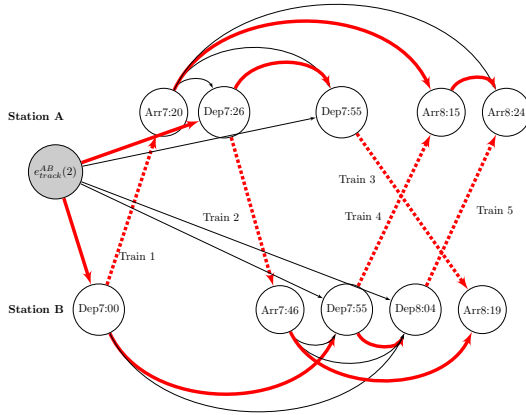 Station A
Arr7:20
Dep7:26
Dep7:55
Arr8:15
Arr8:24
e^{AB}_{track}(2)
Train 1
Train 2
Train 3
Train 4
Train 5
Station B
Dep7:00
Arr7:46
Dep7:55
Dep8:04
Arr8:19